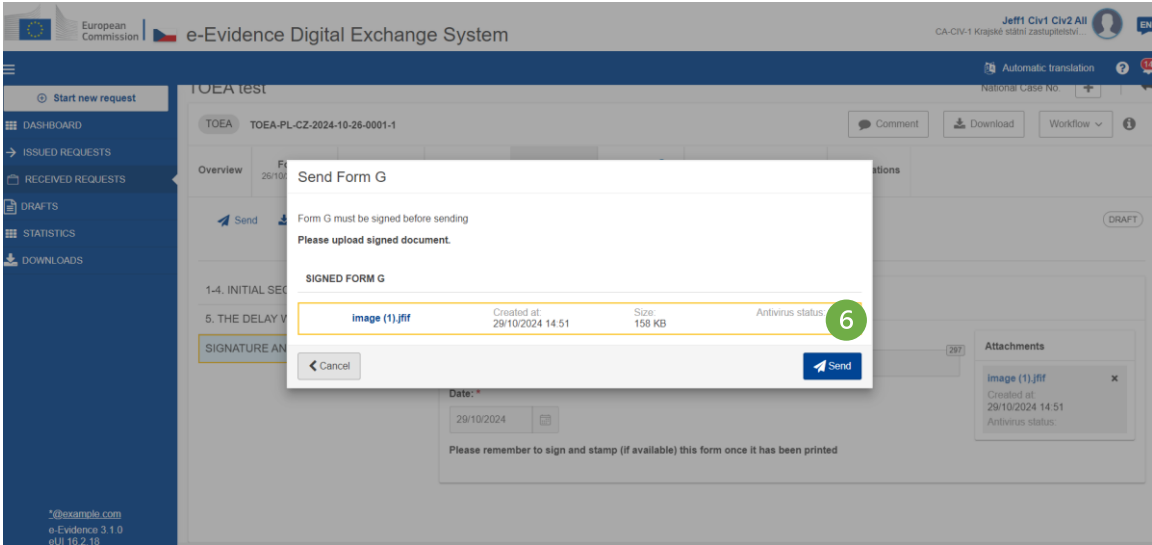 European
Commission
e-Evidence Digital Exchange System
Jeff1 Civ1 Civ2 All
CA-CIV-1 Krajské státní zastupitelství...
EN
Automatic translation
14
Start new request
TOEA test
National Case No.
DASHBOARD
TOEA TOEA-PL-CZ-2024-10-26-0001-1
Comment
Download
Workflow
ISSUED REQUESTS
RECEIVED REQUESTS
Overview
26/10/
Send Form G
DRAFTS
Send
Form G must be signed before sending
DRAFT
STATISTICS
Please upload signed document.
DOWNLOADS
SIGNED FORM G
1-4. INITIAL SEC
5. THE DELAY W
image (1).jfif
Created at:
29/10/2024 14:51
Size:
158 KB
Antivirus status:
6
SIGNATURE AN
Cancel
Send
297
Attachments
image (1).jfif
Created at:
29/10/2024 14:51
Antivirus status:
Date: *
29/10/2024
Please remember to sign and stamp (if available) this form once it has been printed
*@example.com
e-Evidence 3.1.0
eUI 16.2.18